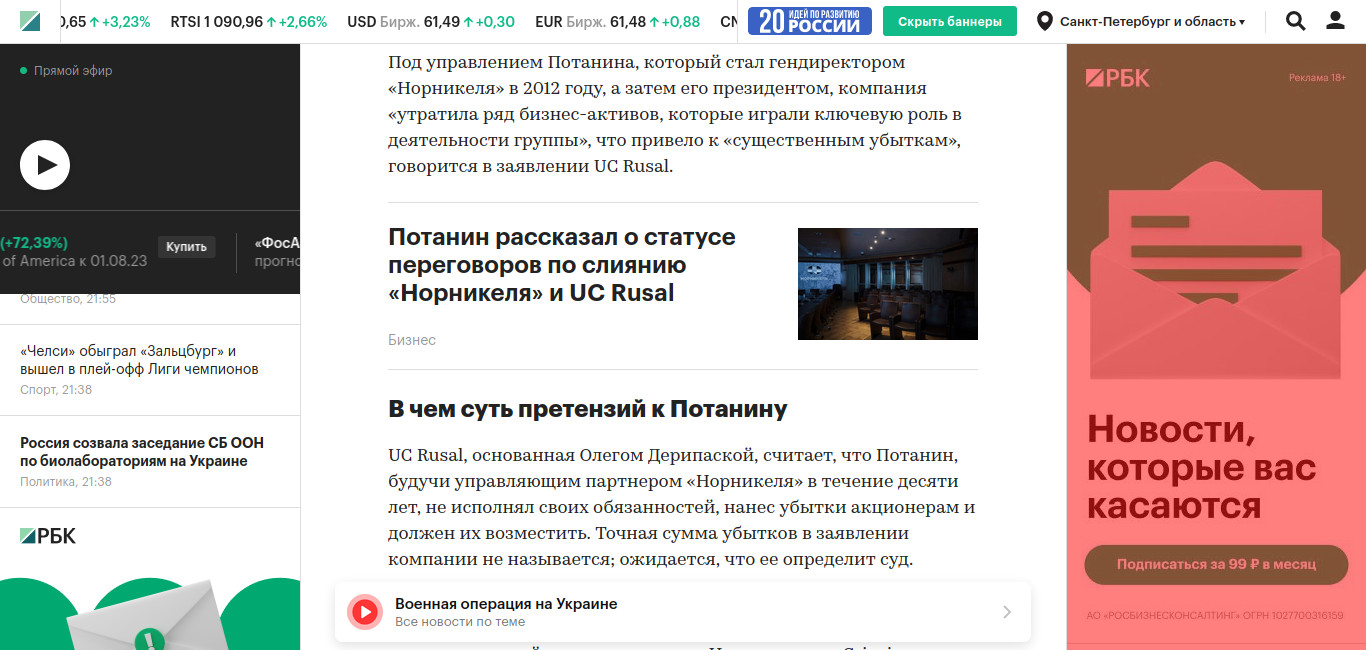 0,65 +3,23% RTSI 1 090,96 +2,66% USD Бирж. 61,49 +0,30 EUR Бирж. 61,48 +0,88
20 ИДЕЙ ПО РАЗВИТИЮ
РОССИИ
Скрыть баннеры
Санкт-Петербург и область
Прямой эфир
(+72,39%)
of America к 01.08.23
Купить
Общество, 21:55
«Челси» обыграл «Зальцбург» и
вышел в плей-офф Лиги чемпионов
Спорт, 21:38
Россия созвала заседание СБ ООН
по биолабораториям на Украине
Политика, 21:38
РБК
Под управлением Потанина, который стал гендиректором
«Норникеля» в 2012 году, а затем его президентом, компания
«утратила ряд бизнес-активов, которые играли ключевую роль в
деятельности группы», что привело к «существенным убыткам»,
говорится в заявлении UC Rusal.
Потанин рассказал о статусе
переговоров по слиянию
«Норникеля» и UC Rusal
Бизнес
В чем суть претензий к Потанину
UC Rusal, основанная Олегом Дерипаской, считает, что Потанин,
будучи управляющим партнером «Норникеля» в течение десяти
лет, не исполнял своих обязанностей, нанес убытки акционерам и
должен их возместить. Точная сумма убытков в заявлении
компании не называется; ожидается, что ее определит суд.
Военная операция на Украине
Все новости по теме
РБК
Реклама 18+
Новости,
которые вас
касаются
Подписаться за 99 ₽ в месяц
АО «РОСБИЗНЕСКОНСАЛТИНГ» ОГРН 1027700316159